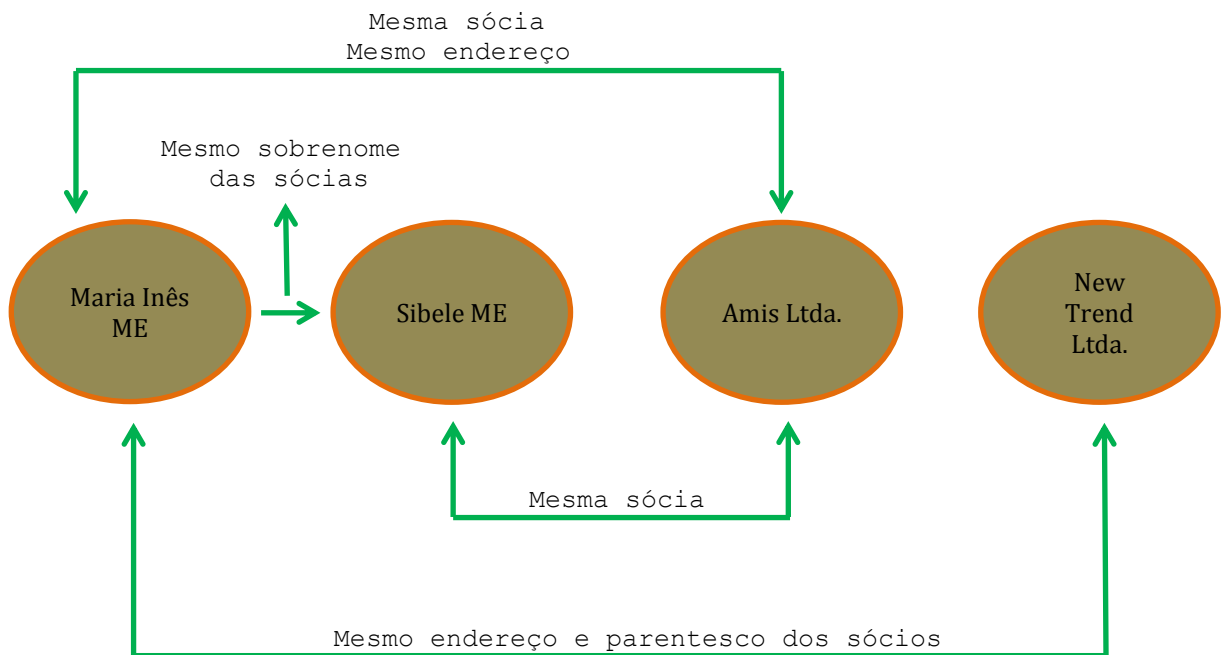 Mesma sócia
Mesmo endereço
Mesmo sobrenome
das sócias
Maria Inês
ME
Sibele ME
Amis Ltda.
New
Trend
Ltda.
Mesma sócia
Mesmo endereço e parentesco dos sócios